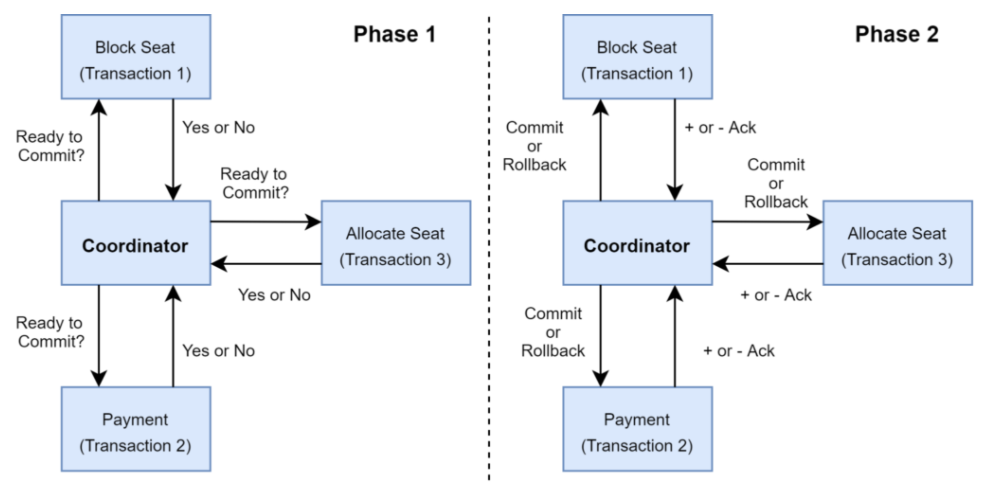 Phase 1
Block Seat
(Transaction 1)
Ready to
Commit?
Yes or No
Ready to
Commit?
Coordinator
Allocate Seat
(Transaction 3)
Yes or No
Ready to
Commit?
Yes or No
Payment
(Transaction 2)
Phase 2
Block Seat
(Transaction 1)
Commit
or
Rollback
+ or - Ack
Commit
or
Rollback
Coordinator
Allocate Seat
(Transaction 3)
+ or - Ack
Commit
or
Rollback
+ or - Ack
Payment
(Transaction 2)